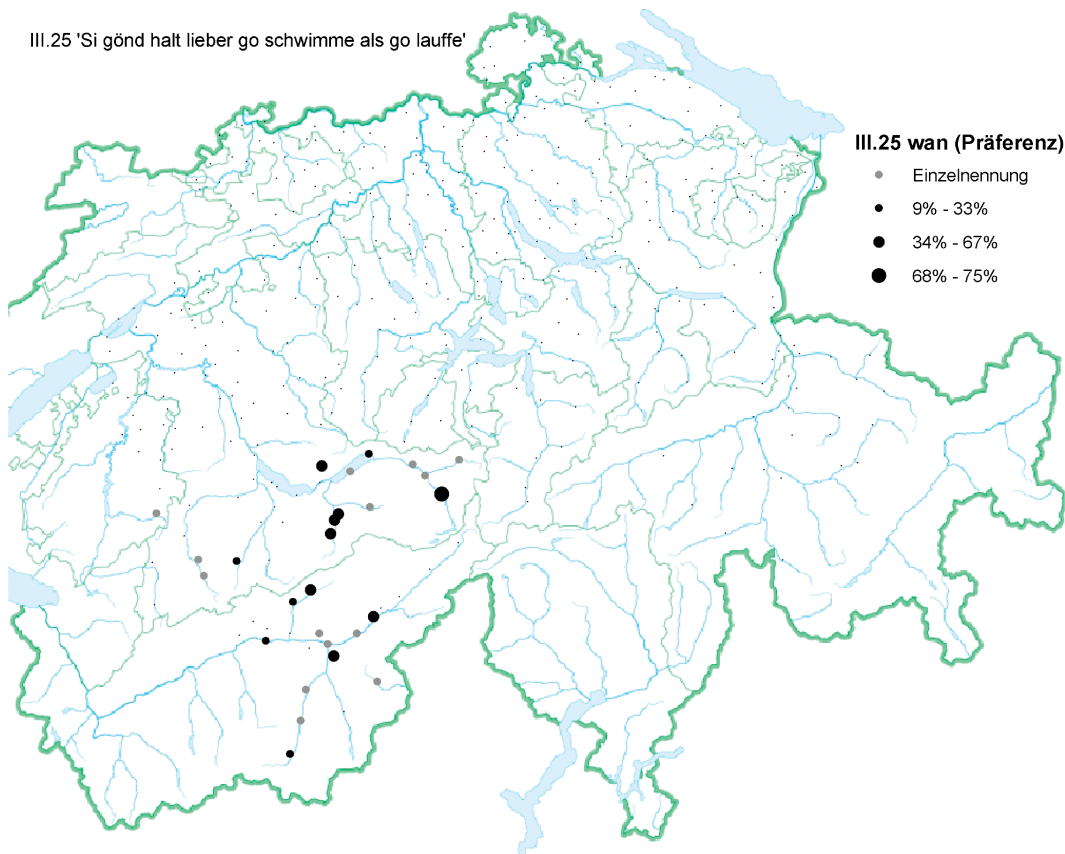 III.25 'Si gönd halt lieber go schwimme als go lauffe'
III.25 wan (Präferenz)
Einzelnennung
9% - 33%
34% - 67%
68% - 75%